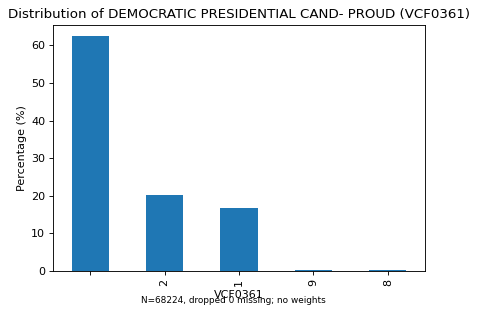 Distribution of DEMOCRATIC PRESIDENTIAL CAND- PROUD (VCF0361)
Percentage (%)
60
50
40
30
20
10
0
2
1
9
8
VCF0361
N=68224, dropped 0 missing; no weights